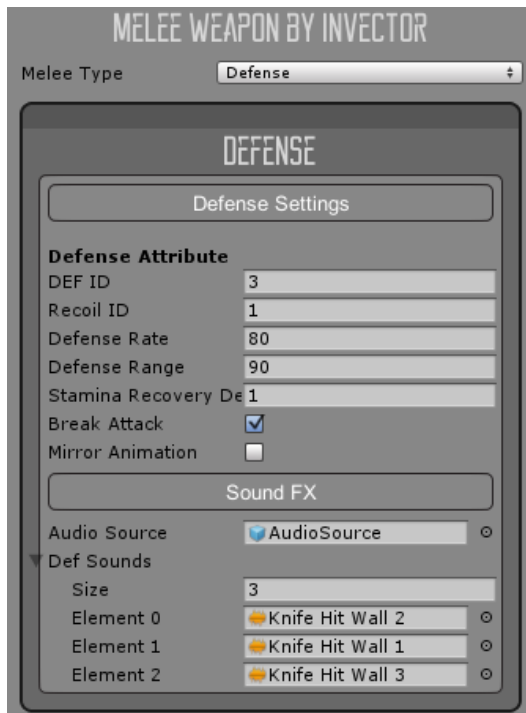 MELEE WEAPON BY INVECTOR
Melee Type Defense
DEFENSE
Defense Settings
Defense Attribute
DEF ID 3
Recoil ID 1
Defense Rate 80
Defense Range 90
Stamina Recovery De 1
Break Attack
Mirror Animation
Sound FX
Audio Source AudioSource
Def Sounds
Size 3
Element 0 Knife Hit Wall 2
Element 1 Knife Hit Wall 1
Element 2 Knife Hit Wall 3